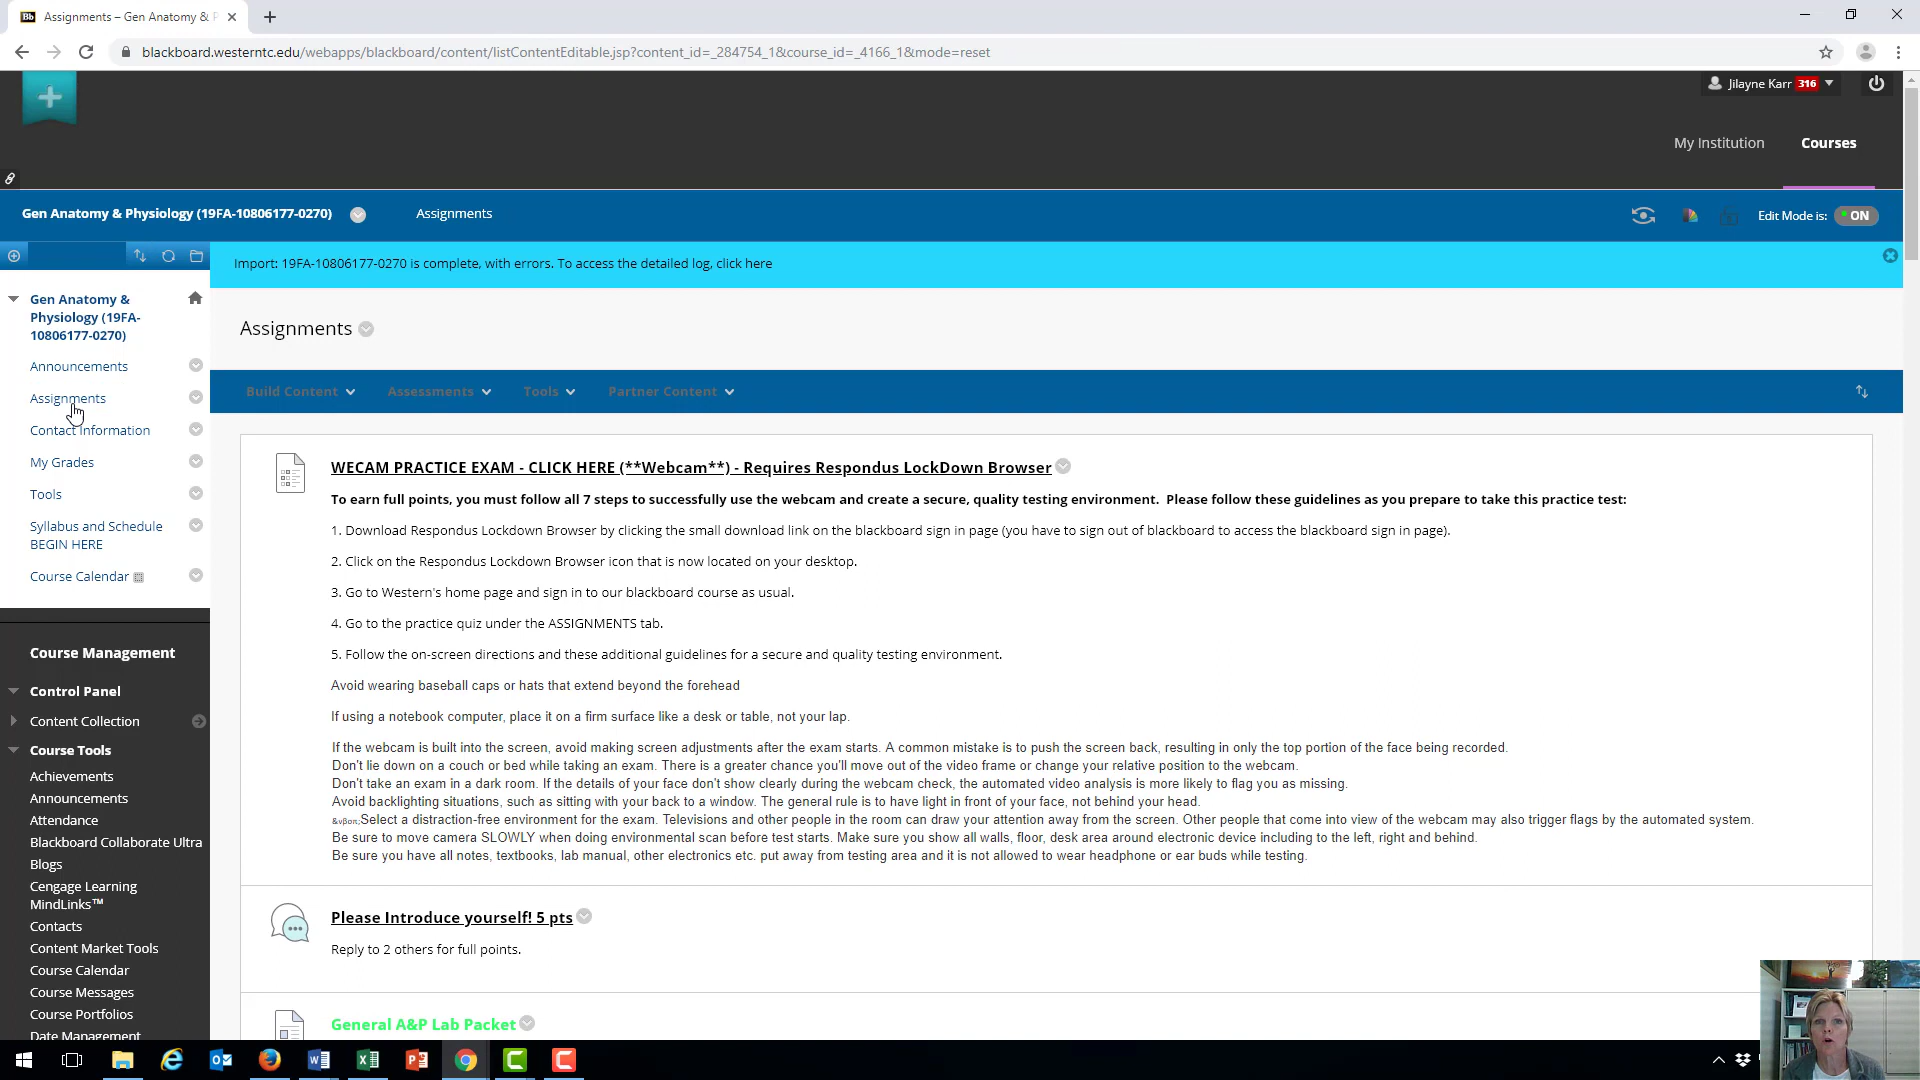 Assignments – Gen Anatomy & P
blackboard.westerntc.edu/webapps/blackboard/content/listContentEditable.jsp?content_id=_284754_1&course_id=_4166_1&mode=reset
Jilayne Karr 316
My Institution Courses
Gen Anatomy & Physiology (19FA-10806177-0270) Assignments Edit Mode is: ON
Import: 19FA-10806177-0270 is complete, with errors. To access the detailed log, click here
Gen Anatomy &
Physiology (19FA-
10806177-0270)
Announcements
Assignments
Contact Information
My Grades
Tools
Syllabus and Schedule
BEGIN HERE
Course Calendar
Course Management
Control Panel
Content Collection
Course Tools
Achievements
Announcements
Attendance
Blackboard Collaborate Ultra
Blogs
Cengage Learning
MindLinks™
Contacts
Content Market Tools
Course Calendar
Course Messages
Course Portfolios
Date Management
Assignments
Build Content Assessments Tools Partner Content
WECAM PRACTICE EXAM - CLICK HERE (**Webcam**) - Requires Respondus LockDown Browser
To earn full points, you must follow all 7 steps to successfully use the webcam and create a secure, quality testing environment. Please follow these guidelines as you prepare to take this practice test:
1. Download Respondus Lockdown Browser by clicking the small download link on the blackboard sign in page (you have to sign out of blackboard to access the blackboard sign in page).
2. Click on the Respondus Lockdown Browser icon that is now located on your desktop.
3. Go to Western's home page and sign in to our blackboard course as usual.
4. Go to the practice quiz under the ASSIGNMENTS tab.
5. Follow the on-screen directions and these additional guidelines for a secure and quality testing environment.
Avoid wearing baseball caps or hats that extend beyond the forehead
If using a notebook computer, place it on a firm surface like a desk or table, not your lap.
If the webcam is built into the screen, avoid making screen adjustments after the exam starts. A common mistake is to push the screen back, resulting in only the top portion of the face being recorded.
Don't lie down on a couch or bed while taking an exam. There is a greater chance you'll move out of the video frame or change your relative position to the webcam.
Don't take an exam in a dark room. If the details of your face don't show clearly during the webcam check, the automated video analysis is more likely to flag you as missing.
Avoid backlighting situations, such as sitting with your back to a window. The general rule is to have light in front of your face, not behind your head.
&νβσπ;Select a distraction-free environment for the exam. Televisions and other people in the room can draw your attention away from the screen. Other people that come into view of the webcam may also trigger flags by the automated system.
Be sure to move camera SLOWLY when doing environmental scan before test starts. Make sure you show all walls, floor, desk area around electronic device including to the left, right and behind.
Be sure you have all notes, textbooks, lab manual, other electronics etc. put away from testing area and it is not allowed to wear headphone or ear buds while testing.
Please Introduce yourself! 5 pts
Reply to 2 others for full points.
General A&P Lab Packet